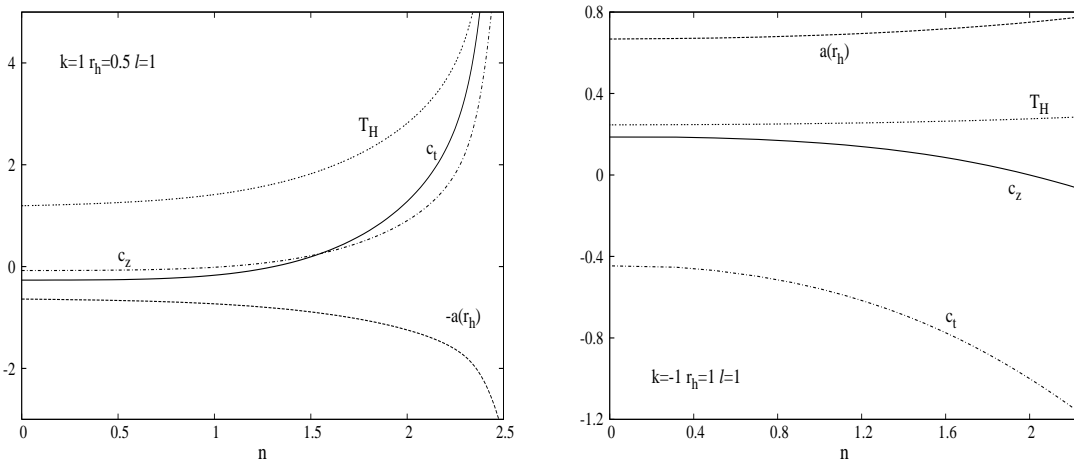 4
2
0
-2
0
0.5
1
1.5
2
2.5
n
k=1 r_h=0.5 l=1
T_H
c_t
c_z
-a(r_h)
0.8
0.4
0
-0.4
-0.8
-1.2
0
0.4
0.8
1.2
1.6
2
n
a(r_h)
T_H
c_z
c_t
k=-1 r_h=1 l=1